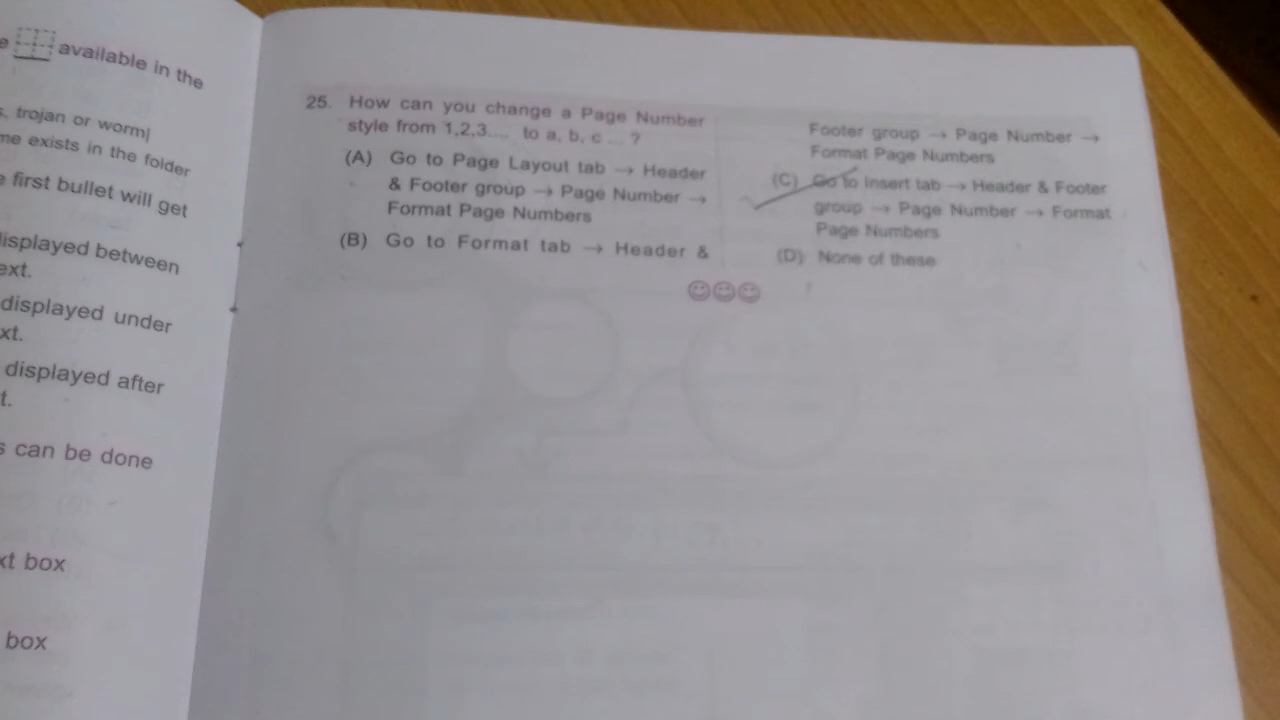 available in the
trojan or worm
me exists in the folder
first bullet will get
displayed between
ext.
displayed under
xt.
displayed after
t.
s can be done
xt box
box
25. How can you change a Page Number
style from 1,2,3.... to a, b, c ... ?
(A) Go to Page Layout tab → Header
& Footer group → Page Number →
Format Page Numbers
(B) Go to Format tab → Header &
Footer group → Page Number →
Format Page Numbers
(C) Go to Insert tab → Header & Footer
group → Page Number → Format
Page Numbers
(D) None of these